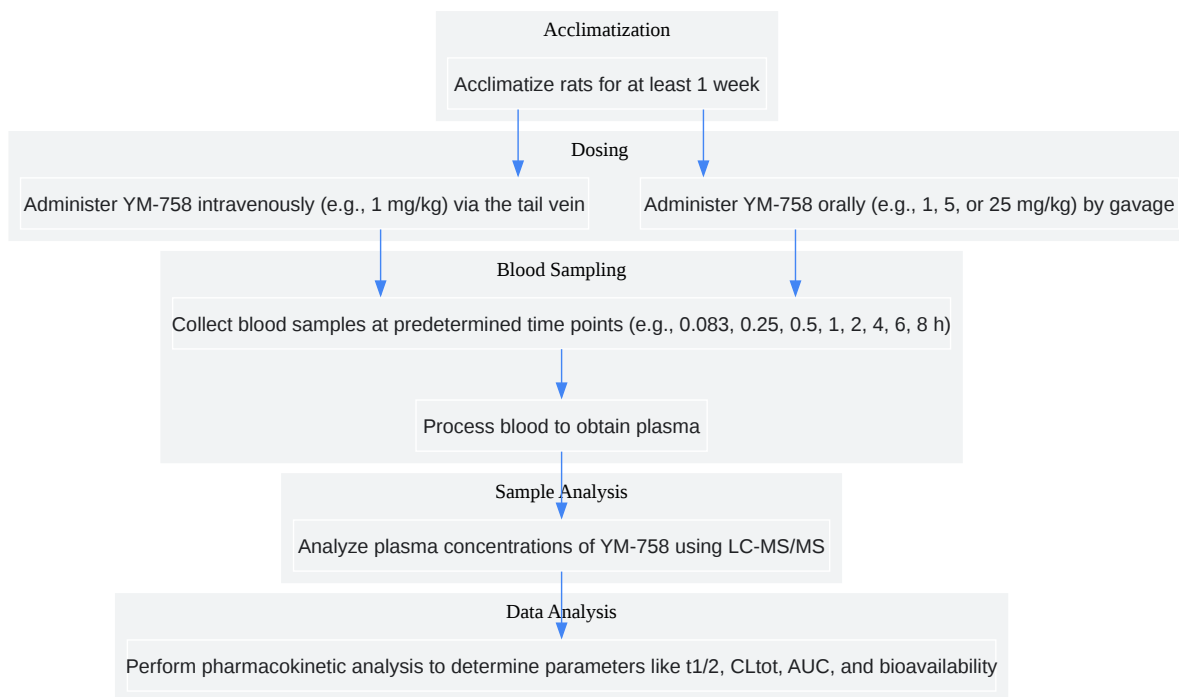 Acclimatization
Acclimatize rats for at least 1 week
Dosing
Administer YM-758 intravenously (e.g., 1 mg/kg) via the tail vein
Administer YM-758 orally (e.g., 1, 5, or 25 mg/kg) by gavage
Blood Sampling
Collect blood samples at predetermined time points (e.g., 0.083, 0.25, 0.5, 1, 2, 4, 6, 8 h)
Process blood to obtain plasma
Sample Analysis
Analyze plasma concentrations of YM-758 using LC-MS/MS
Data Analysis
Perform pharmacokinetic analysis to determine parameters like t1/2, CLtot, AUC, and bioavailability